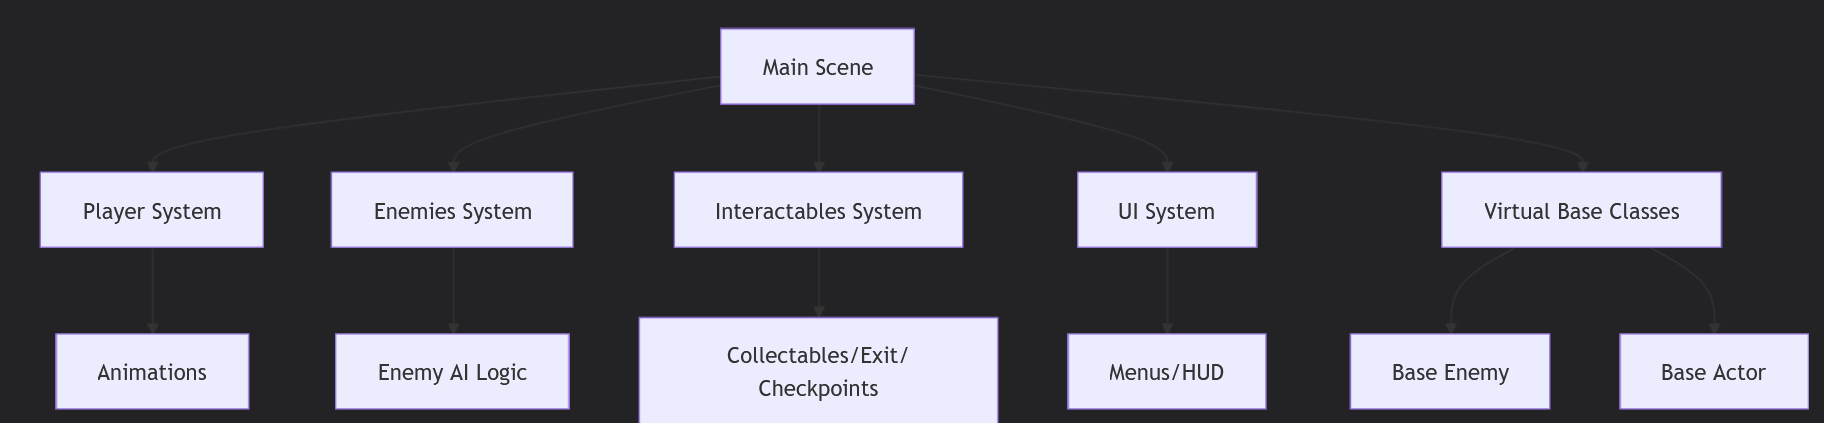 Main Scene
Player System
Enemies System
Interactables System
UI System
Virtual Base Classes
Animations
Enemy AI Logic
Collectables/Exit/
Checkpoints
Menus/HUD
Base Enemy
Base Actor